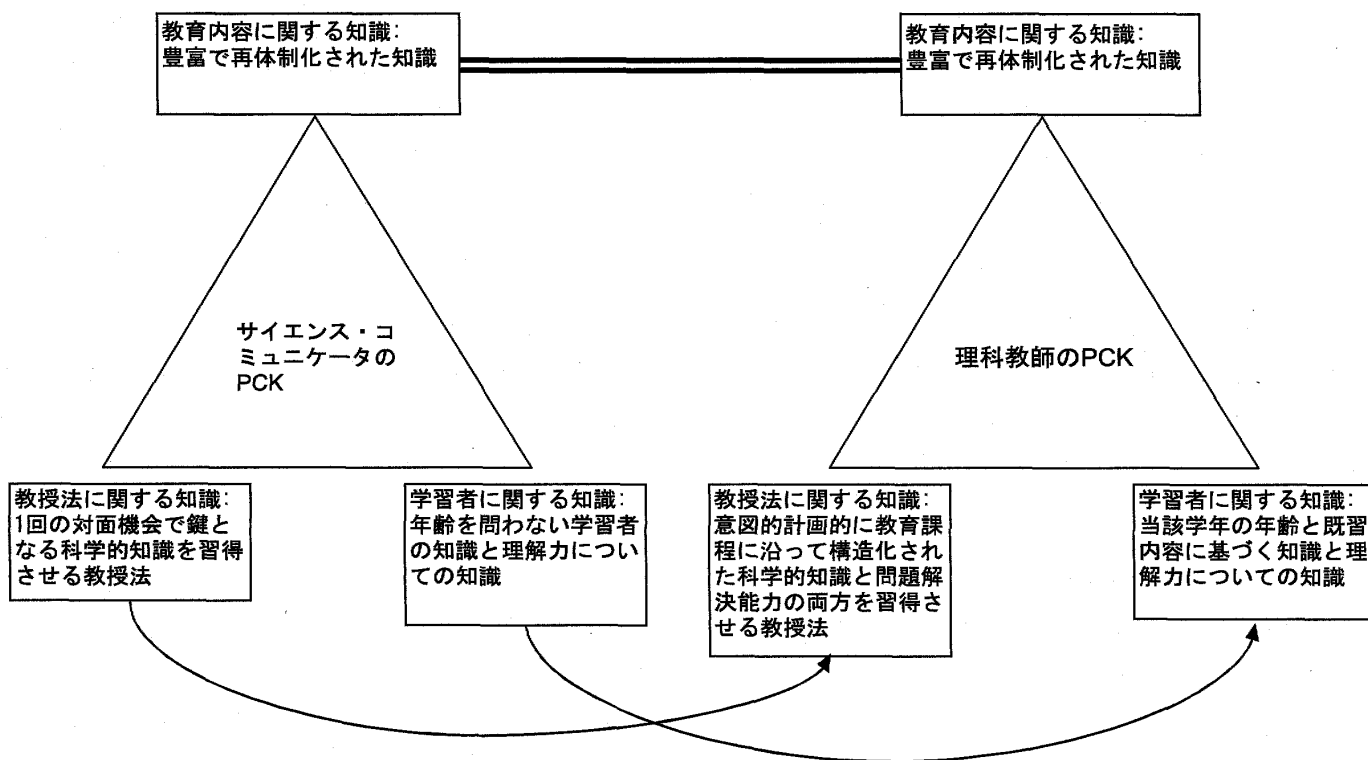 教育内容に関する知識:
豊富で再体制化された知識
教育内容に関する知識:
豊富で再体制化された知識
サイエンス・コ
ミュニケータの
PCK
理科教師のPCK
教授法に関する知識:
1回の対面機会で鍵と
なる科学的知識を習得
させる教授法
学習者に関する知識:
年齢を問わない学習者
の知識と理解力につい
ての知識
教授法に関する知識:
意図的計画的に教育課
程に沿って構造化され
た科学的知識と問題解
決能力の両方を習得さ
せる教授法
学習者に関する知識:
当該学年の年齢と既習
内容に基づく知識と理
解力についての知識